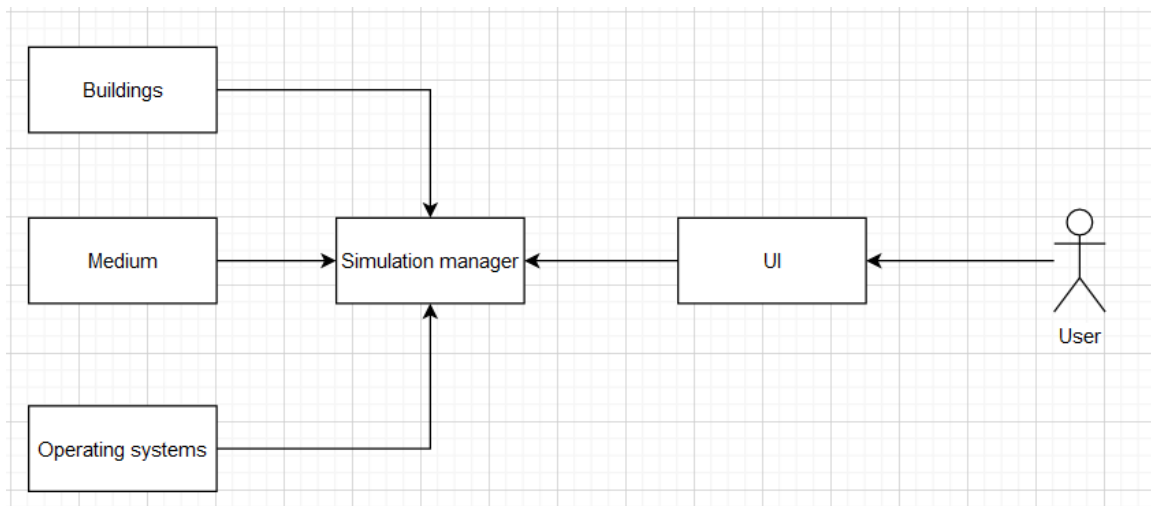 Buildings
Medium
Simulation manager
UI
User
Operating systems